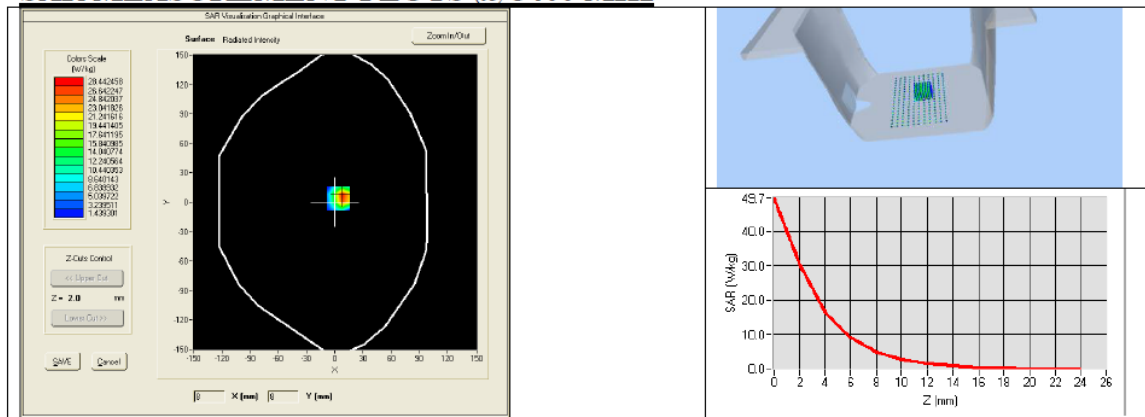 SAR Visualisation Graphical Interface
Surface Radiated Intensity
Zoom In/Out
Colors Scale
(W/kg)
28.442458
26.642247
24.842037
23.041826
21.241616
19.441405
17.641195
15.840985
14.040774
12.240564
10.440353
8.640143
6.839932
5.039722
3.239511
1.439301
Z-Cuts Control
<< Upper Cut
Z = 2.0 mm
Lower Cut >>
SAVE Cancel
150-
120-
90-
60-
30-
0-
-30-
-60-
-90-
-120-
-150-
Y
-150 -120 -90 -60 -30 0 30 60 90 120 150
X
8 X (mm) 8 Y (mm)
49.7-
40.0-
30.0-
20.0-
10.0-
0.0-
SAR (W/kg)
0 2 4 6 8 10 12 14 16 18 20 22 24 26
Z (mm)